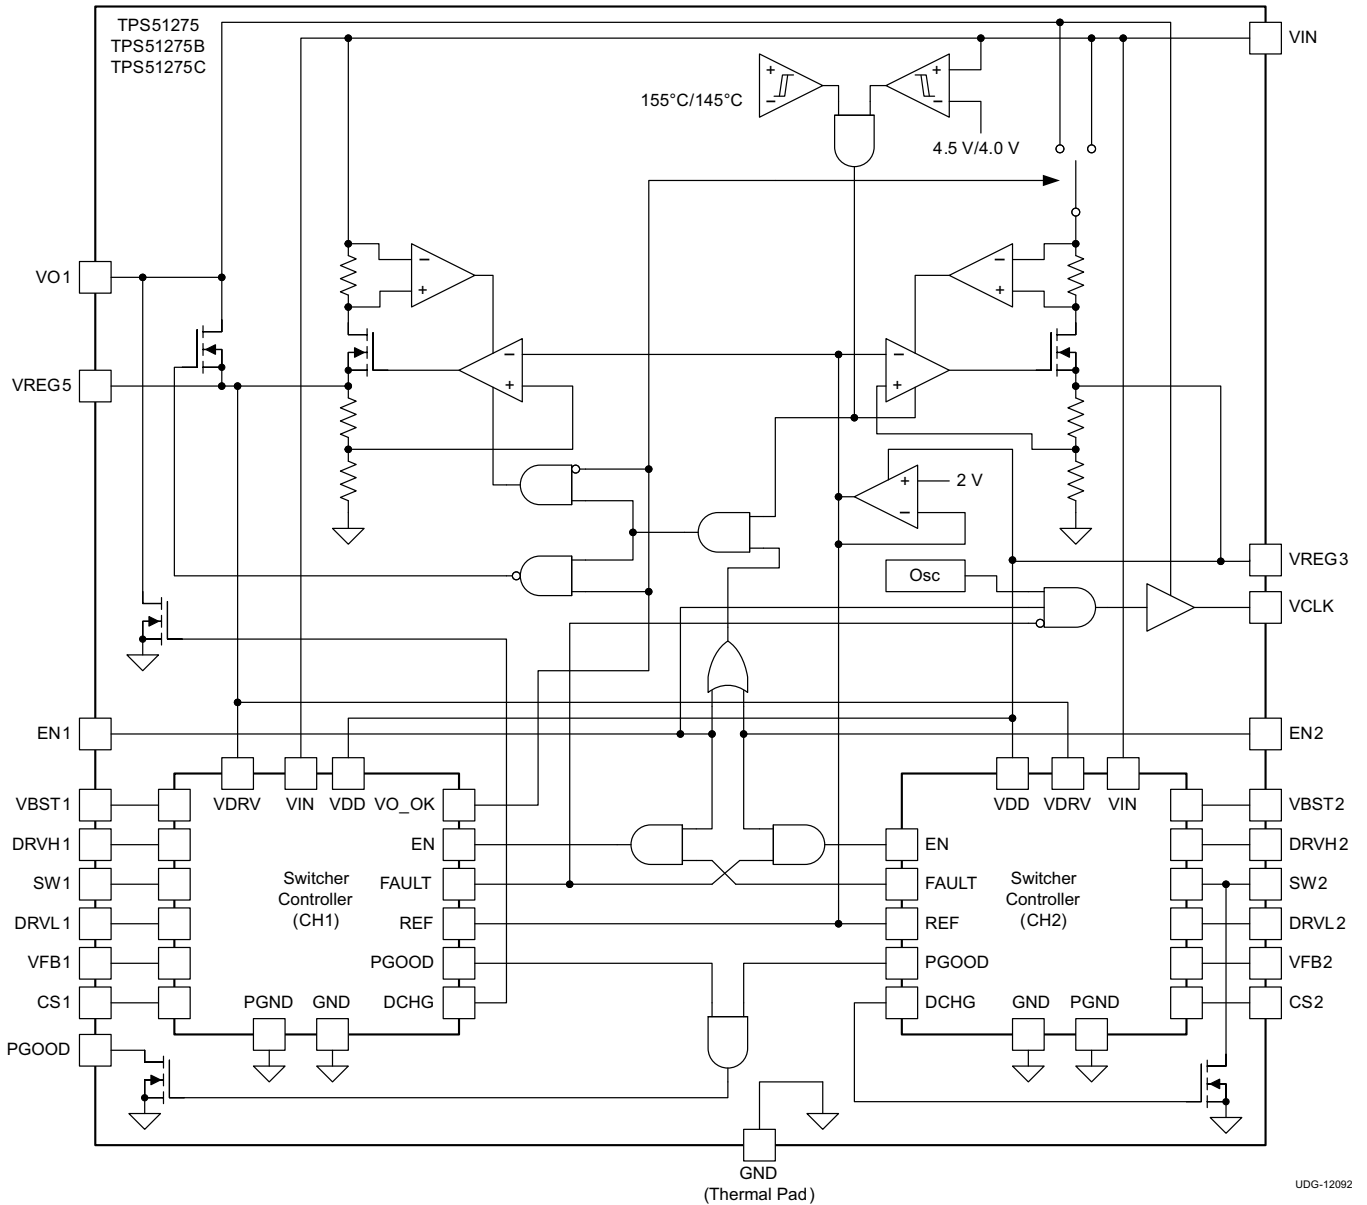 TPS51275
TPS51275B
TPS51275C
VIN
+
−
155°C/145°C
+
−
4.5 V/4.0 V
VO1
−
+
−
+
VREG5
−
+
−
+
+
2 V
−
VREG3
Osc
VCLK
EN1
EN2
VDRV
VIN
VDD
VO_OK
VDD
VDRV
VIN
VBST1
VBST2
DRVH1
EN
EN
DRVH2
SW1
Switcher
Controller
(CH1)
FAULT
FAULT
Switcher
Controller
(CH2)
SW2
DRVL1
REF
REF
DRVL2
VFB1
PGOOD
PGOOD
VFB2
CS1
PGND
GND
DCHG
DCHG
GND
PGND
CS2
PGOOD
GND
(Thermal Pad)
UDG-12092